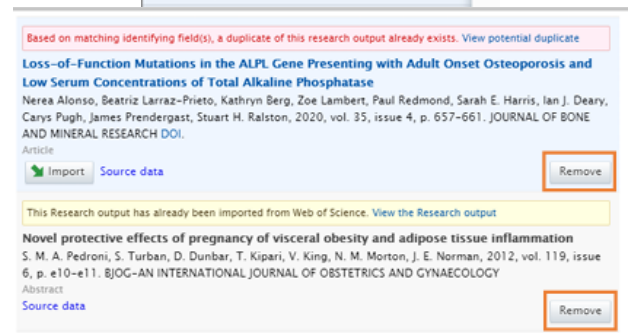 Based on matching identifying field(s), a duplicate of this research output already exists. View potential duplicate
Loss-of-Function Mutations in the ALPL Gene Presenting with Adult Onset Osteoporosis and
Low Serum Concentrations of Total Alkaline Phosphatase
Nerea Alonso, Beatriz Larraz-Prieto, Kathryn Berg, Zoe Lambert, Paul Redmond, Sarah E. Harris, Ian J. Deary,
Carys Pugh, James Prendergast, Stuart H. Ralston, 2020, vol. 35, issue 4, p. 657-661. JOURNAL OF BONE
AND MINERAL RESEARCH DOI.
Article
Import Source data Remove
This Research output has already been imported from Web of Science. View the Research output
Novel protective effects of pregnancy of visceral obesity and adipose tissue inflammation
S. M. A. Pedroni, S. Turban, D. Dunbar, T. Kipari, V. King, N. M. Morton, J. E. Norman, 2012, vol. 119, issue
6, p. e10-e11. BJOG-AN INTERNATIONAL JOURNAL OF OBSTETRICS AND GYNAECOLOGY
Abstract
Source data Remove